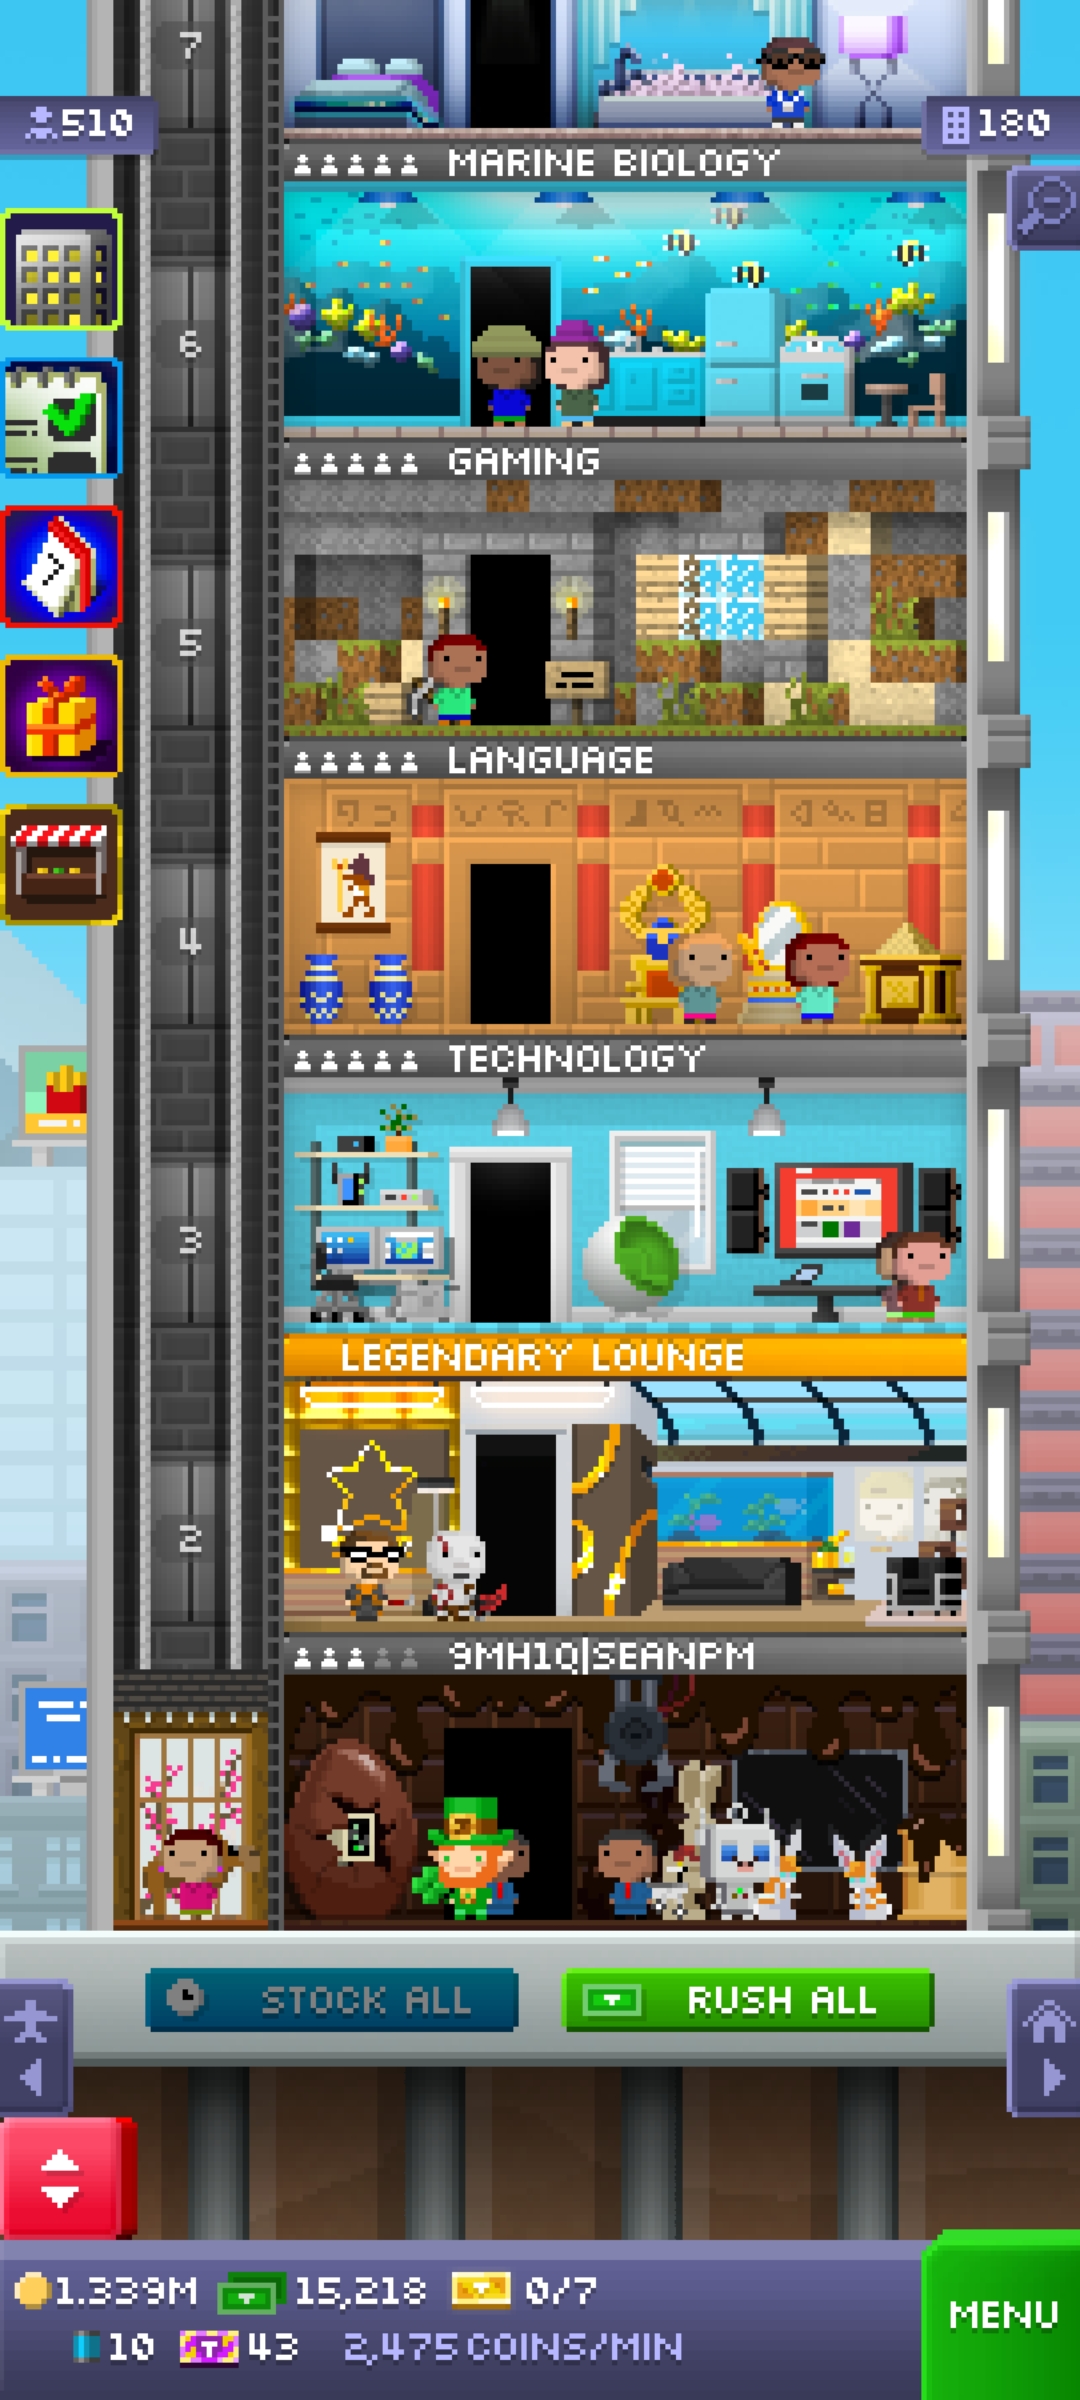 7
510
180
MARINE BIOLOGY
6
GAMING
7
5
LANGUAGE
4
TECHNOLOGY
3
LEGENDARY LOUNGE
2
9MH1Q|SEANPM
STOCK ALL
RUSH ALL
1.339M 15,218 0/7
MENU
10 43 2,475 COINS/MIN